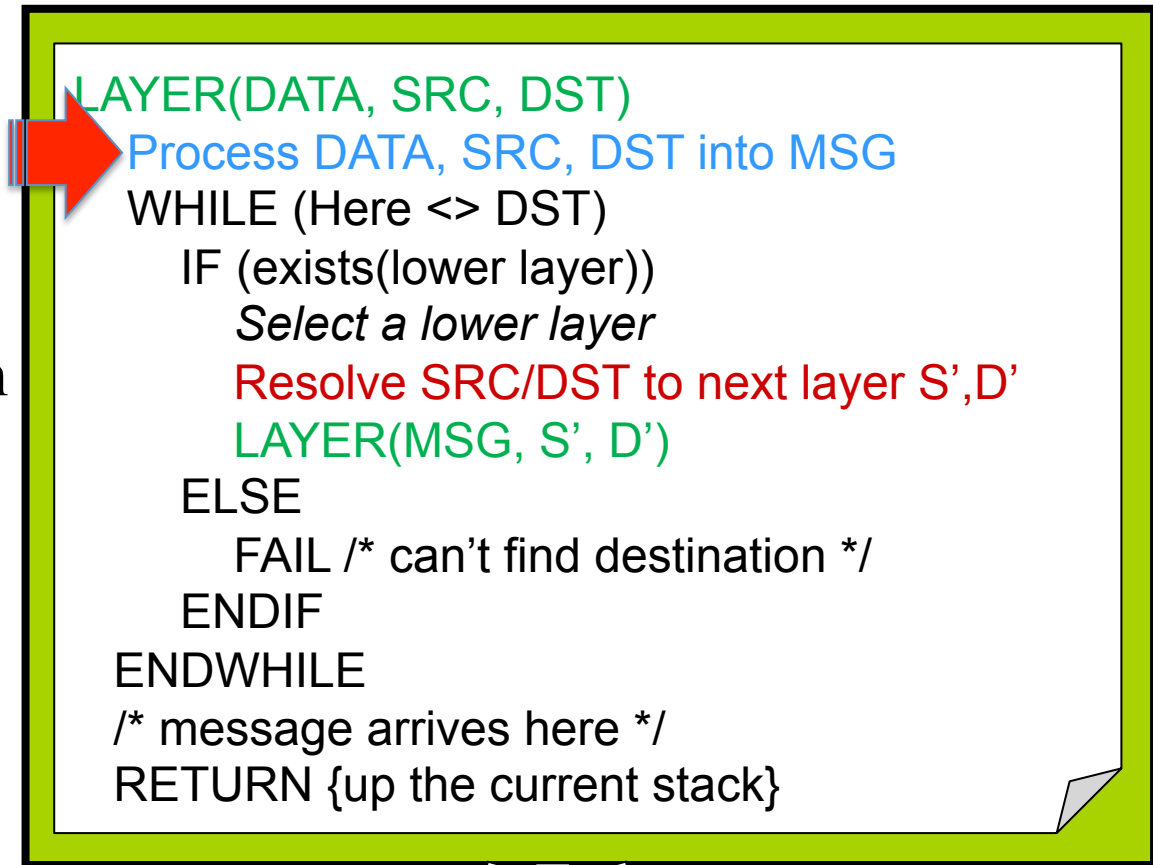 LAYER(DATA, SRC, DST)
Process DATA, SRC, DST into MSG
WHILE (Here <> DST)
IF (exists(lower layer))
Select a lower layer
Resolve SRC/DST to next layer S’,D’
LAYER(MSG, S’, D’)
ELSE
FAIL /* can’t find destination */
ENDIF
ENDWHILE
/* message arrives here */
RETURN {up the current stack}